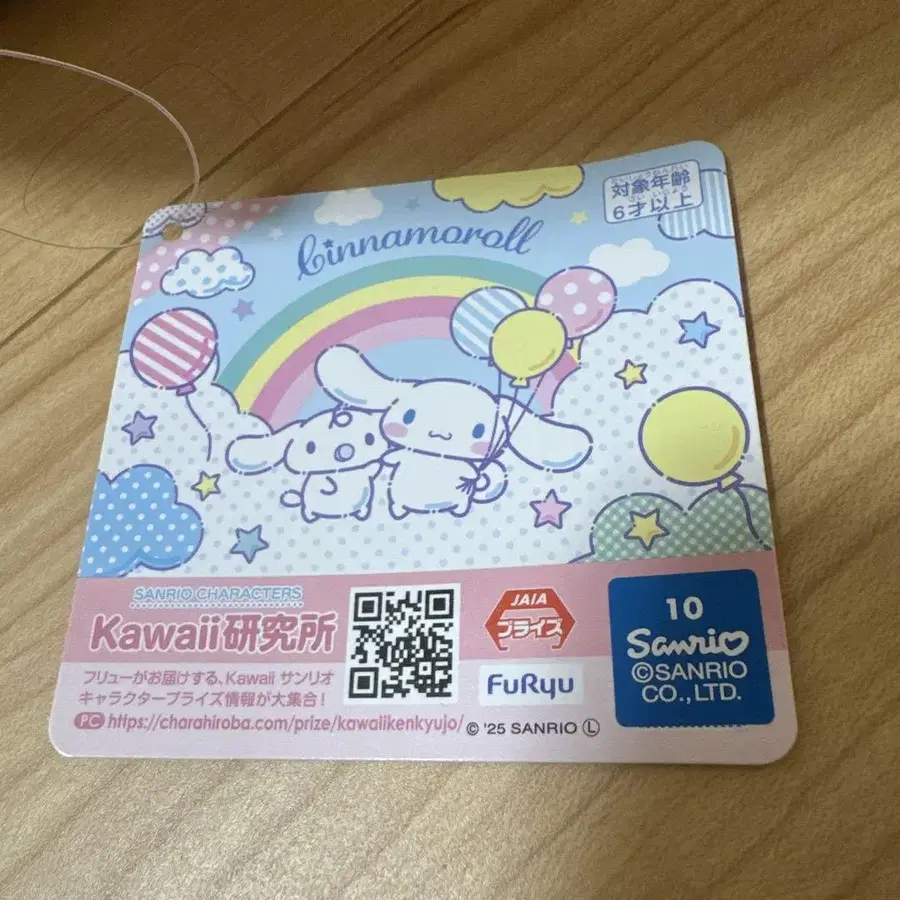 Cinnamoroll
対象年齢
6才以上
SANRIO CHARACTERS
Kawaii研究所
フリューがお届けする、Kawaii サンリオ
キャラクタープライズ情報が大集合!
PC https://charahiroba.com/prize/kawaiikenkyujo/
JAIA
プライズ
FuRyu
© '25 SANRIO Ⓛ
10
Sanrio
©SANRIO
CO.,LTD.